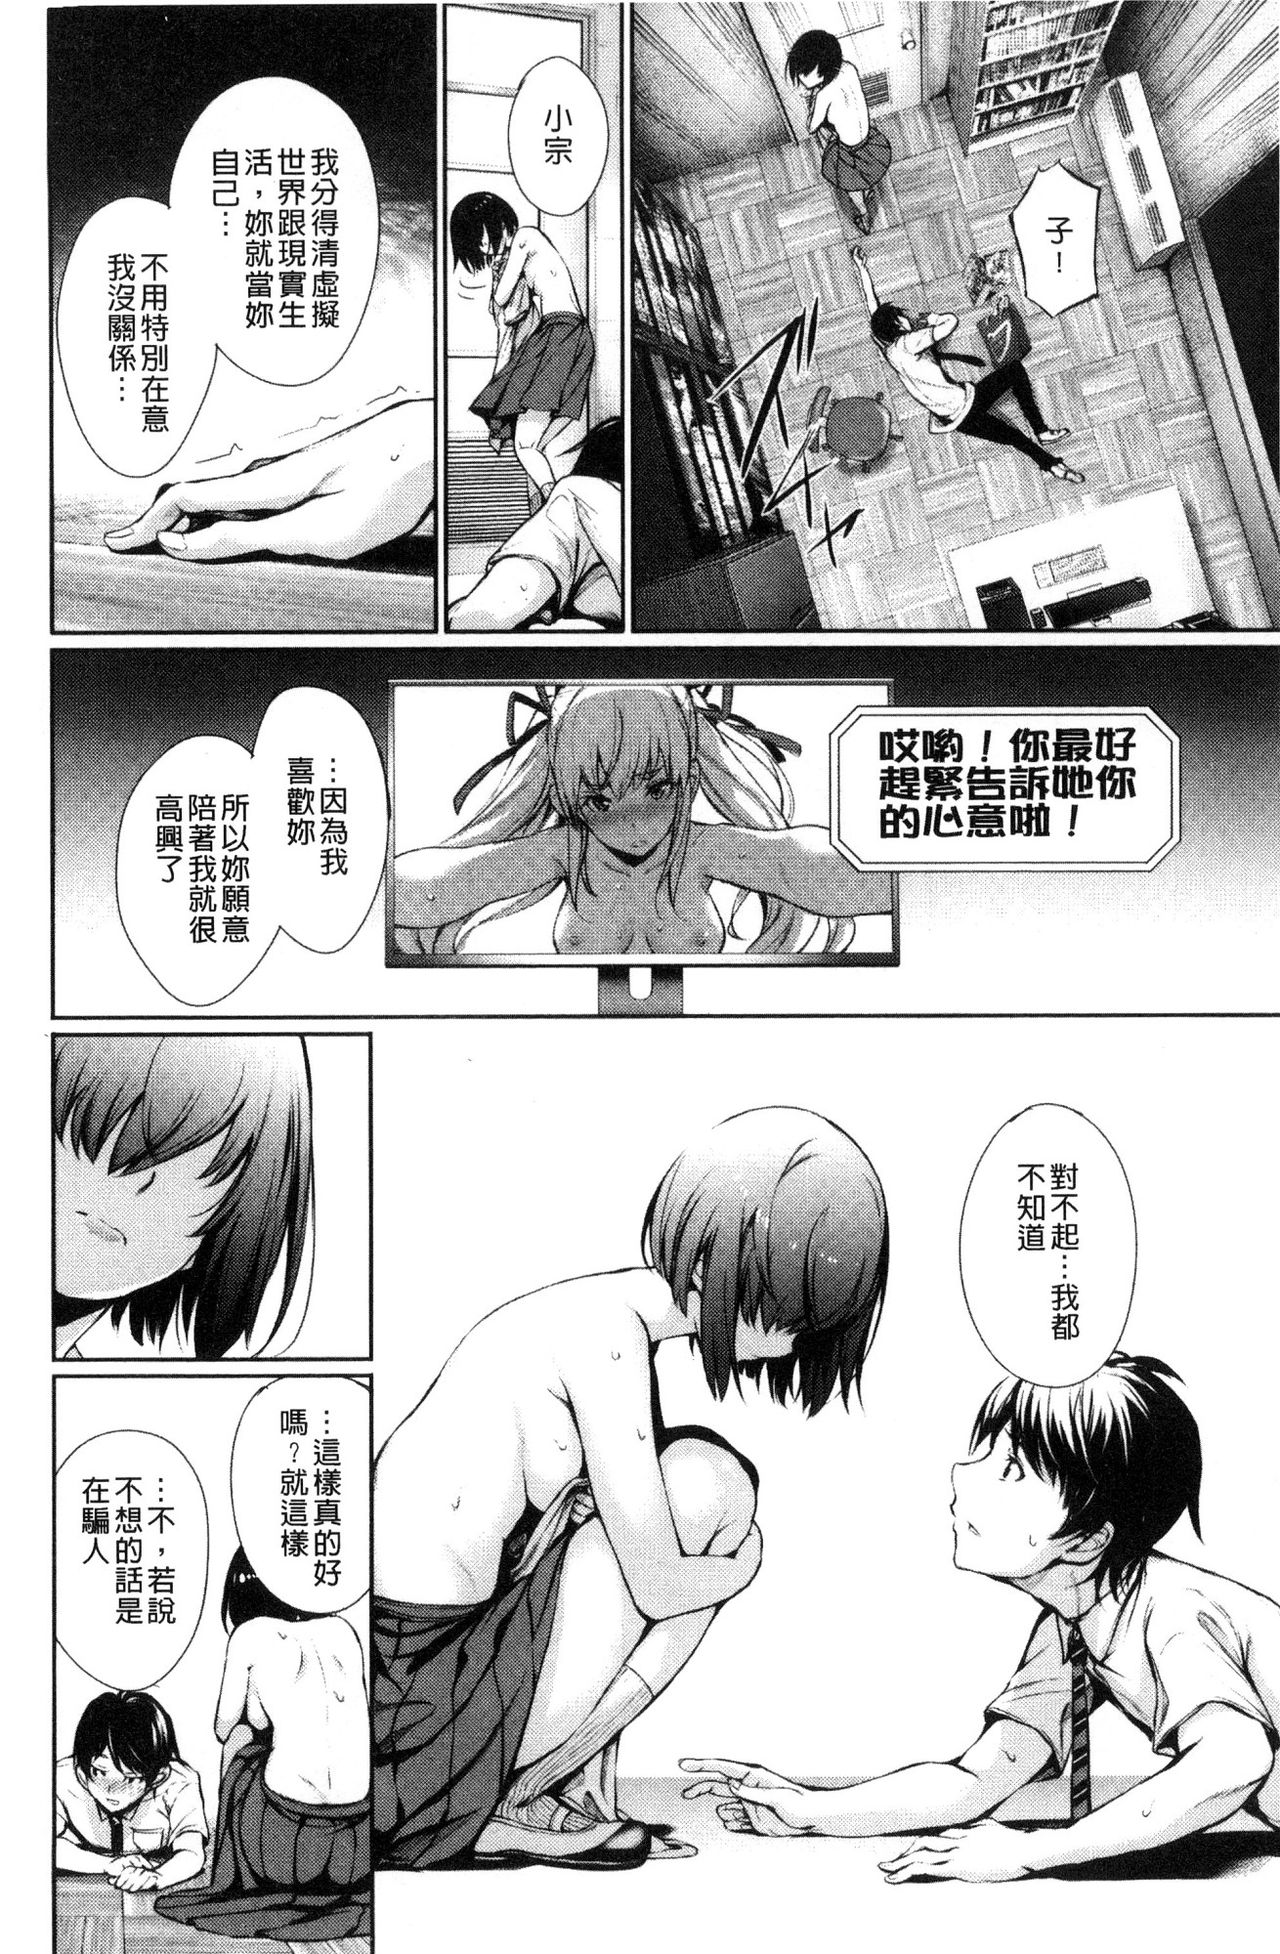 子！
小宗
我分得清虛擬
世界跟現實生
活，妳就當妳
自己…
不用特別在意
我沒關係…
哎喲！你最好
趕緊告訴她你
的心意啦！
…因為我
喜歡妳
所以妳願意
陪著我就很
高興了
對不起…我都
不知道
…這樣真的好
嗎？就這樣
…不，若說
不想的話是
在騙人